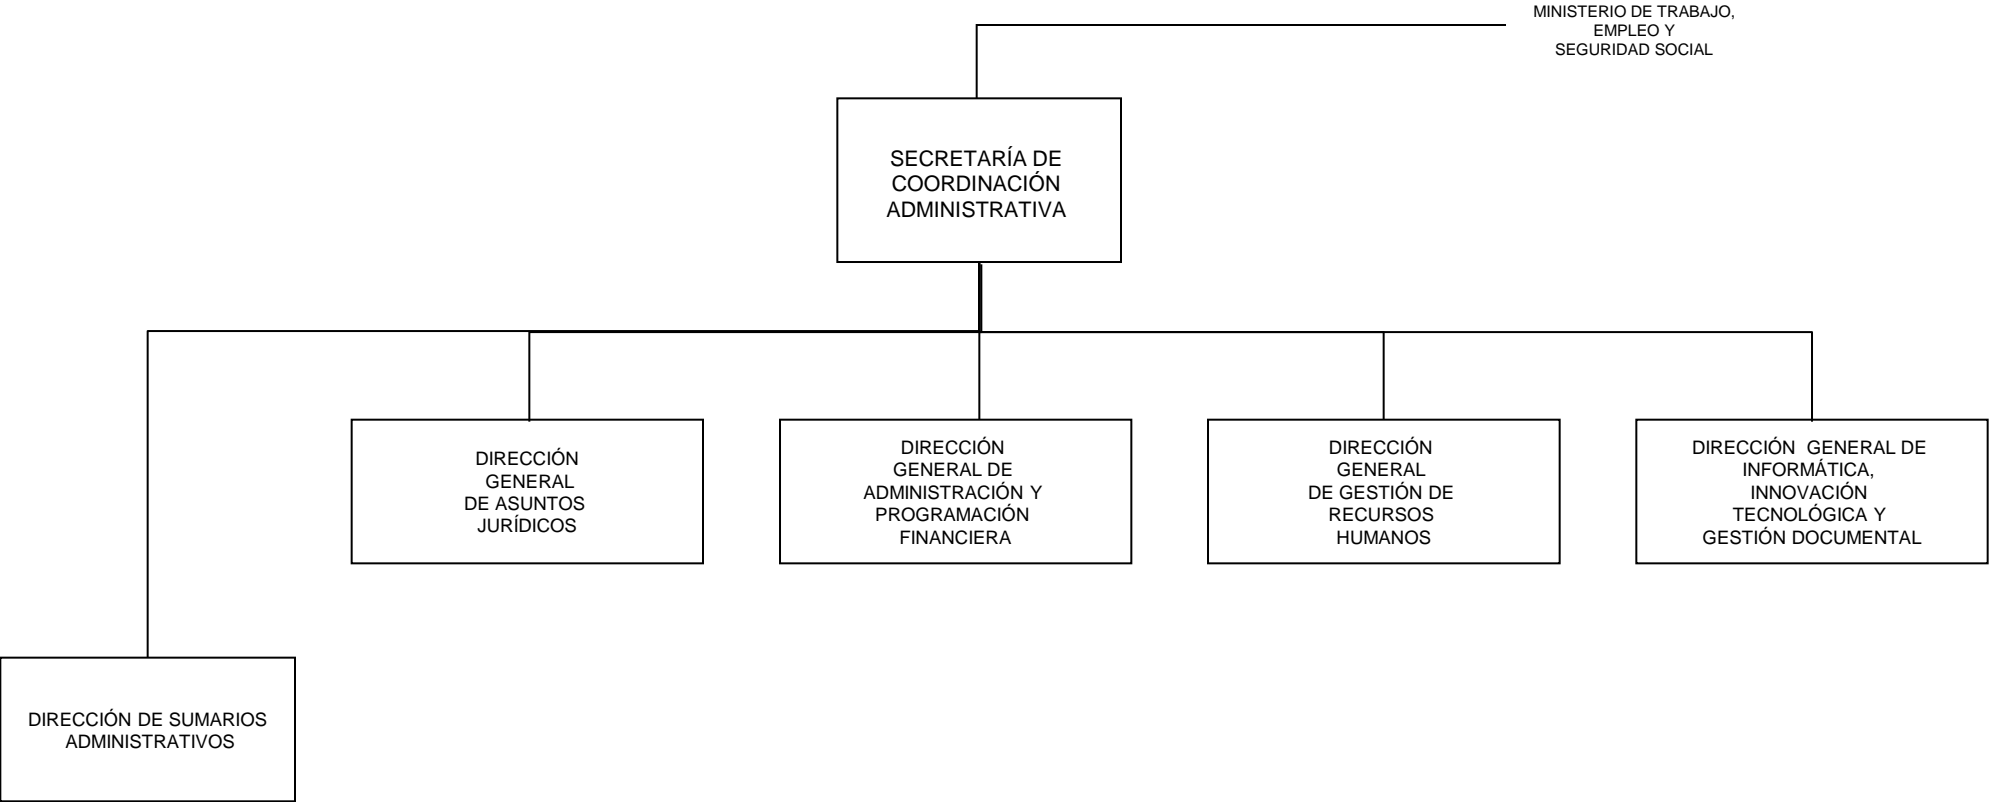 MINISTERIO DE TRABAJO,
EMPLEO Y
SEGURIDAD SOCIAL
SECRETARÍA DE
COORDINACIÓN
ADMINISTRATIVA
DIRECCIÓN
GENERAL
DE ASUNTOS
JURÍDICOS
DIRECCIÓN
GENERAL DE
ADMINISTRACIÓN Y
PROGRAMACIÓN
FINANCIERA
DIRECCIÓN
GENERAL
DE GESTIÓN DE
RECURSOS
HUMANOS
DIRECCIÓN GENERAL DE
INFORMÁTICA,
INNOVACIÓN
TECNOLÓGICA Y
GESTIÓN DOCUMENTAL
DIRECCIÓN DE SUMARIOS
ADMINISTRATIVOS